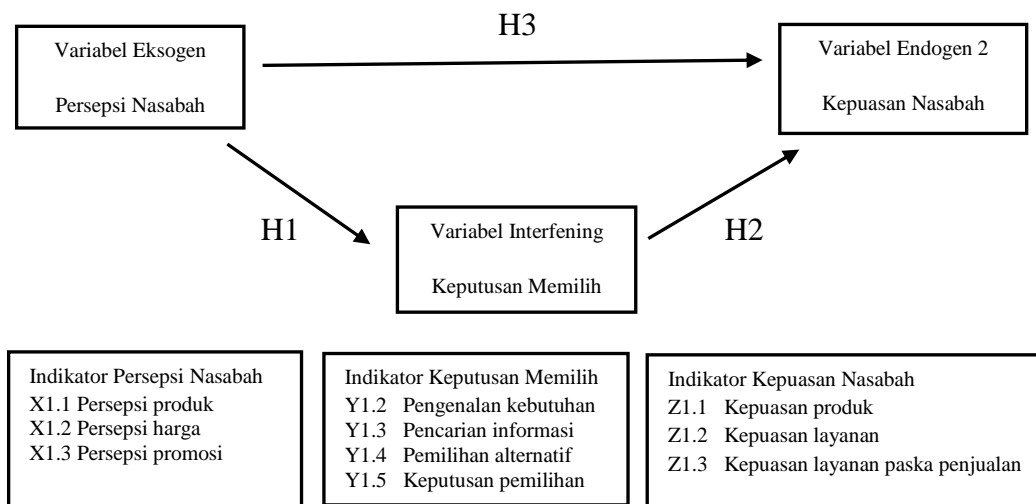 H3
Variabel Eksogen
Persepsi Nasabah
Variabel Endogen 2
Kepuasan Nasabah
H1
Variabel Interfening
Keputusan Memilih
H2
Indikator Persepsi Nasabah
X1.1 Persepsi produk
X1.2 Persepsi harga
X1.3 Persepsi promosi
Indikator Keputusan Memilih
Y1.2 Pengenalan kebutuhan
Y1.3 Pencarian informasi
Y1.4 Pemilihan alternatif
Y1.5 Keputusan pemilihan
Indikator Kepuasan Nasabah
Z1.1 Kepuasan produk
Z1.2 Kepuasan layanan
Z1.3 Kepuasan layanan paska penjualan